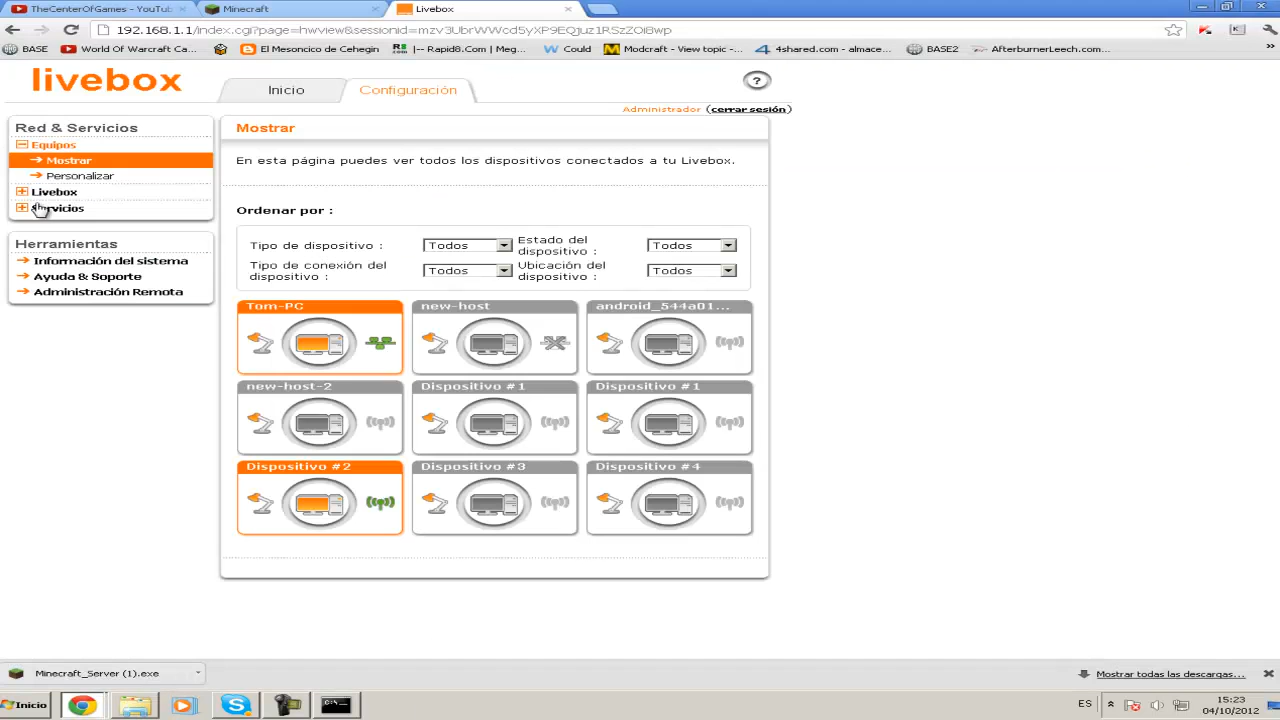 TheCenterOfGames - YouTub
Minecraft
Livebox
192.168.1.1/index.cgi?page=hwview&sessionid=mzv3UbrWWcd5yXP9EQjuz1RSzZOi8wp
BASE
World Of Warcraft Ca...
El Mesoncico de Cehegin
|-- Rapid8.Com | Meg...
Could
Modcraft - View topic -...
4shared.com - almace...
BASE2
AfterburnerLeech.com...
livebox
Inicio
Configuración
?
Administrador (cerrar sesión)
Red & Servicios
Equipos
Mostrar
Personalizar
Livebox
Servicios
Herramientas
Información del sistema
Ayuda & Soporte
Administración Remota
Mostrar
En esta página puedes ver todos los dispositivos conectados a tu Livebox.
Ordenar por :
Tipo de dispositivo : Todos
Estado del dispositivo : Todos
Tipo de conexión del dispositivo : Todos
Ubicación del dispositivo : Todos
Tom-PC
new-host
android_544a01...
new-host-2
Dispositivo #1
Dispositivo #1
Dispositivo #2
Dispositivo #3
Dispositivo #4
Minecraft_Server (1).exe
Mostrar todas las descargas...
Inicio
ES
15:23
04/10/2012